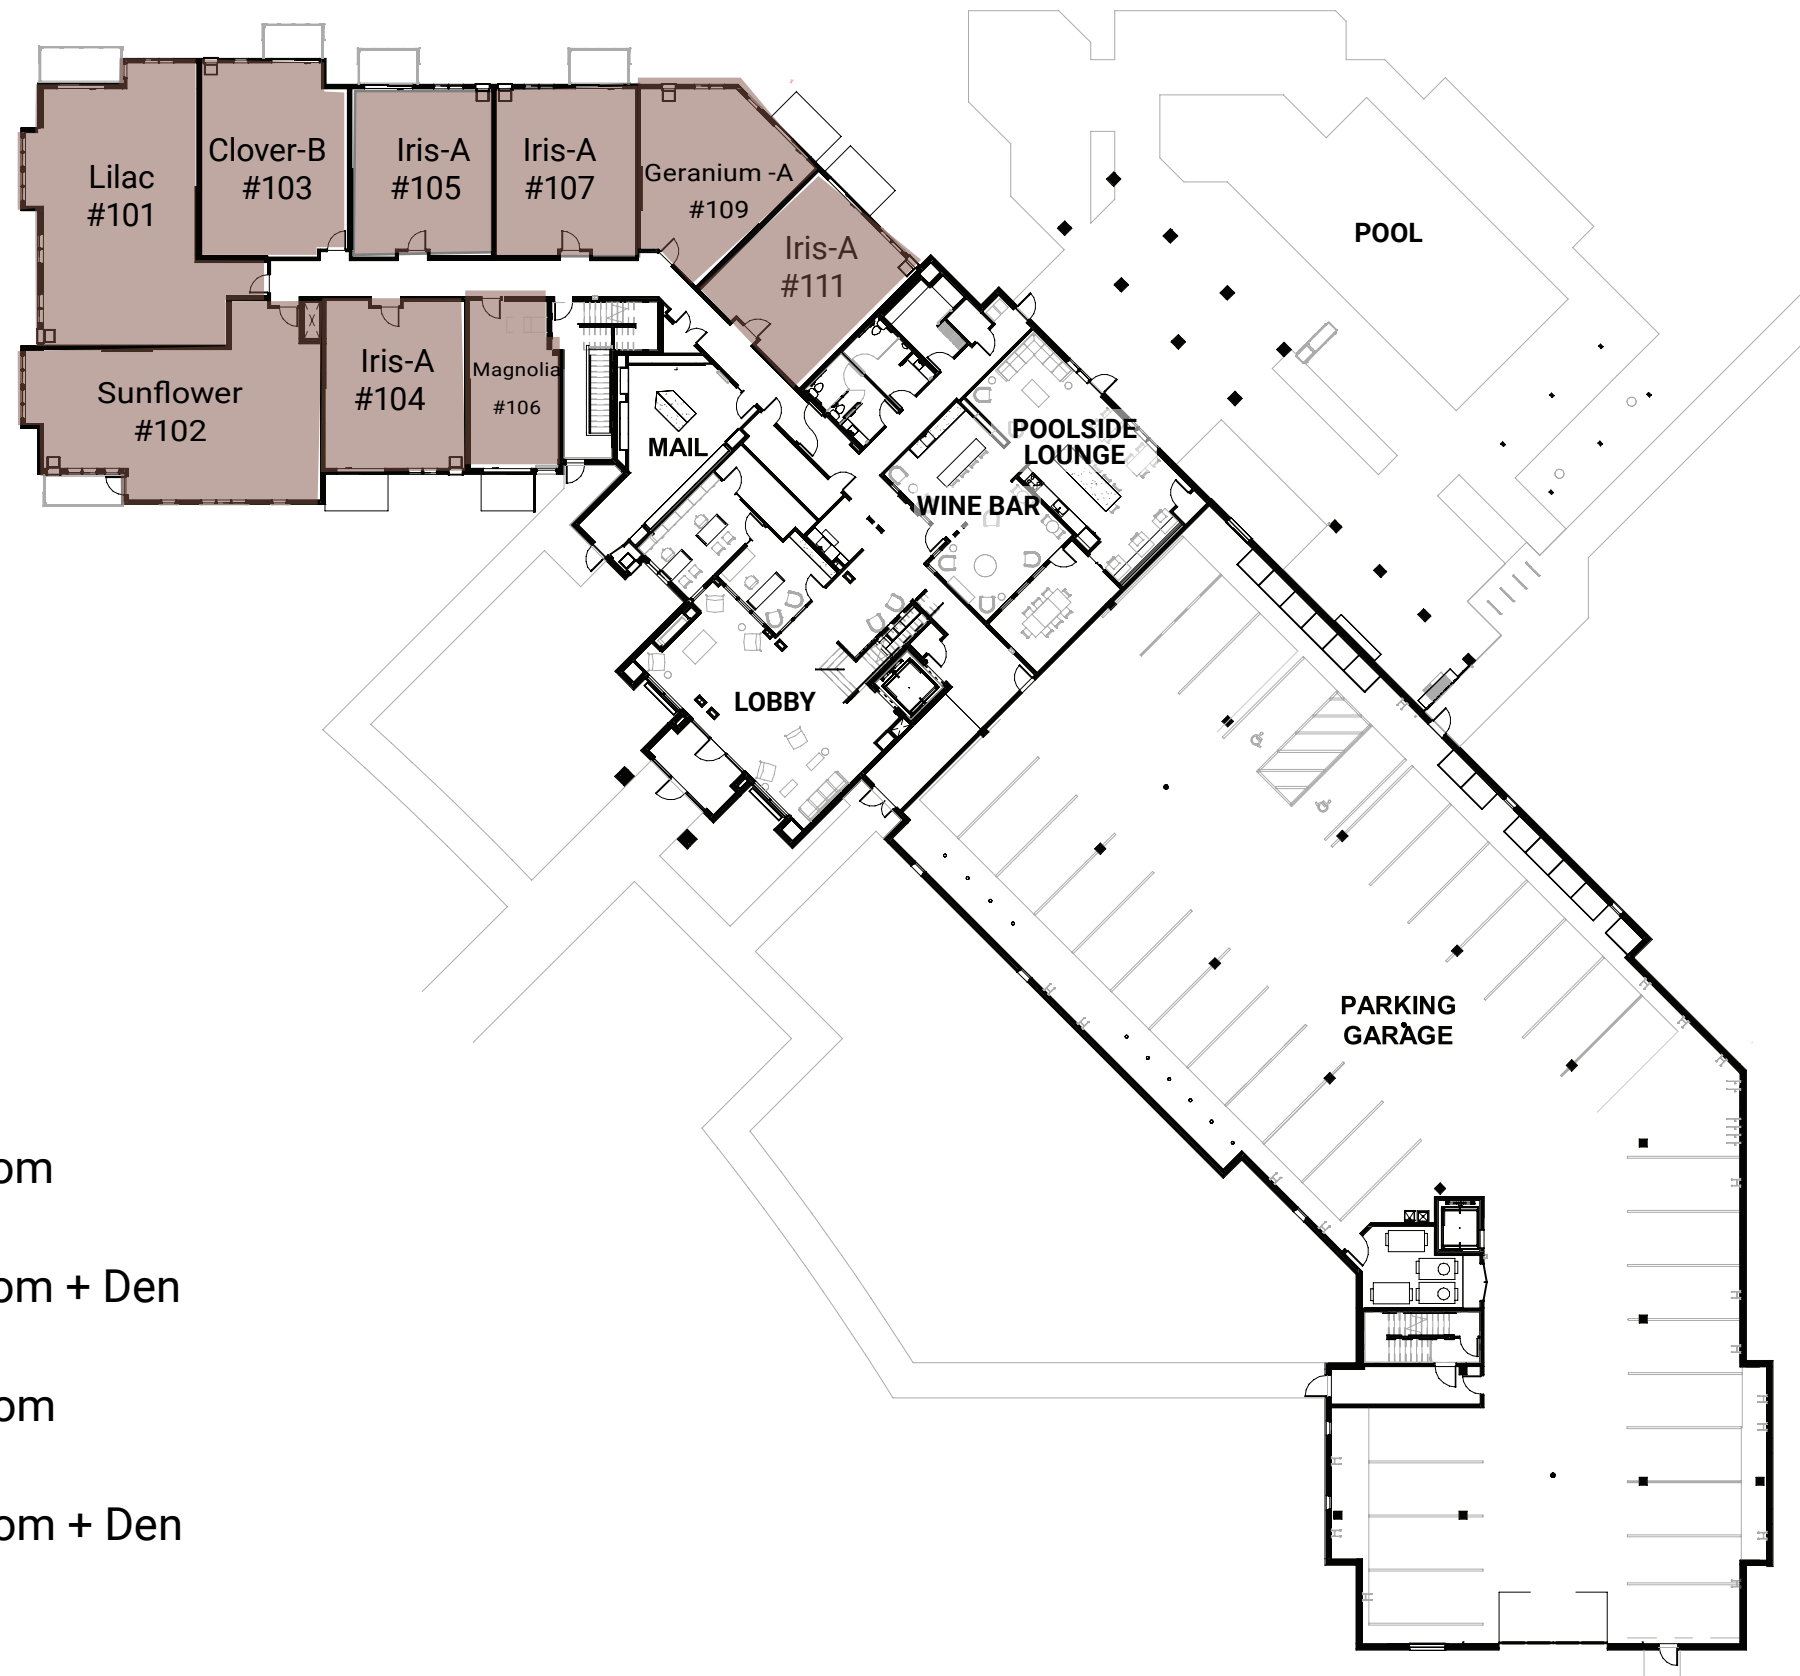 Lilac
#101
Clover-B
#103
Iris-A
#105
Iris-A
#107
Geranium -A
#109
Iris-A
#111
Sunflower
#102
Iris-A
#104
Magnolia
#106
MAIL
POOL
POOLSIDE
LOUNGE
WINE BAR
LOBBY
PARKING
GARAGE
om
om + Den
om
om + Den